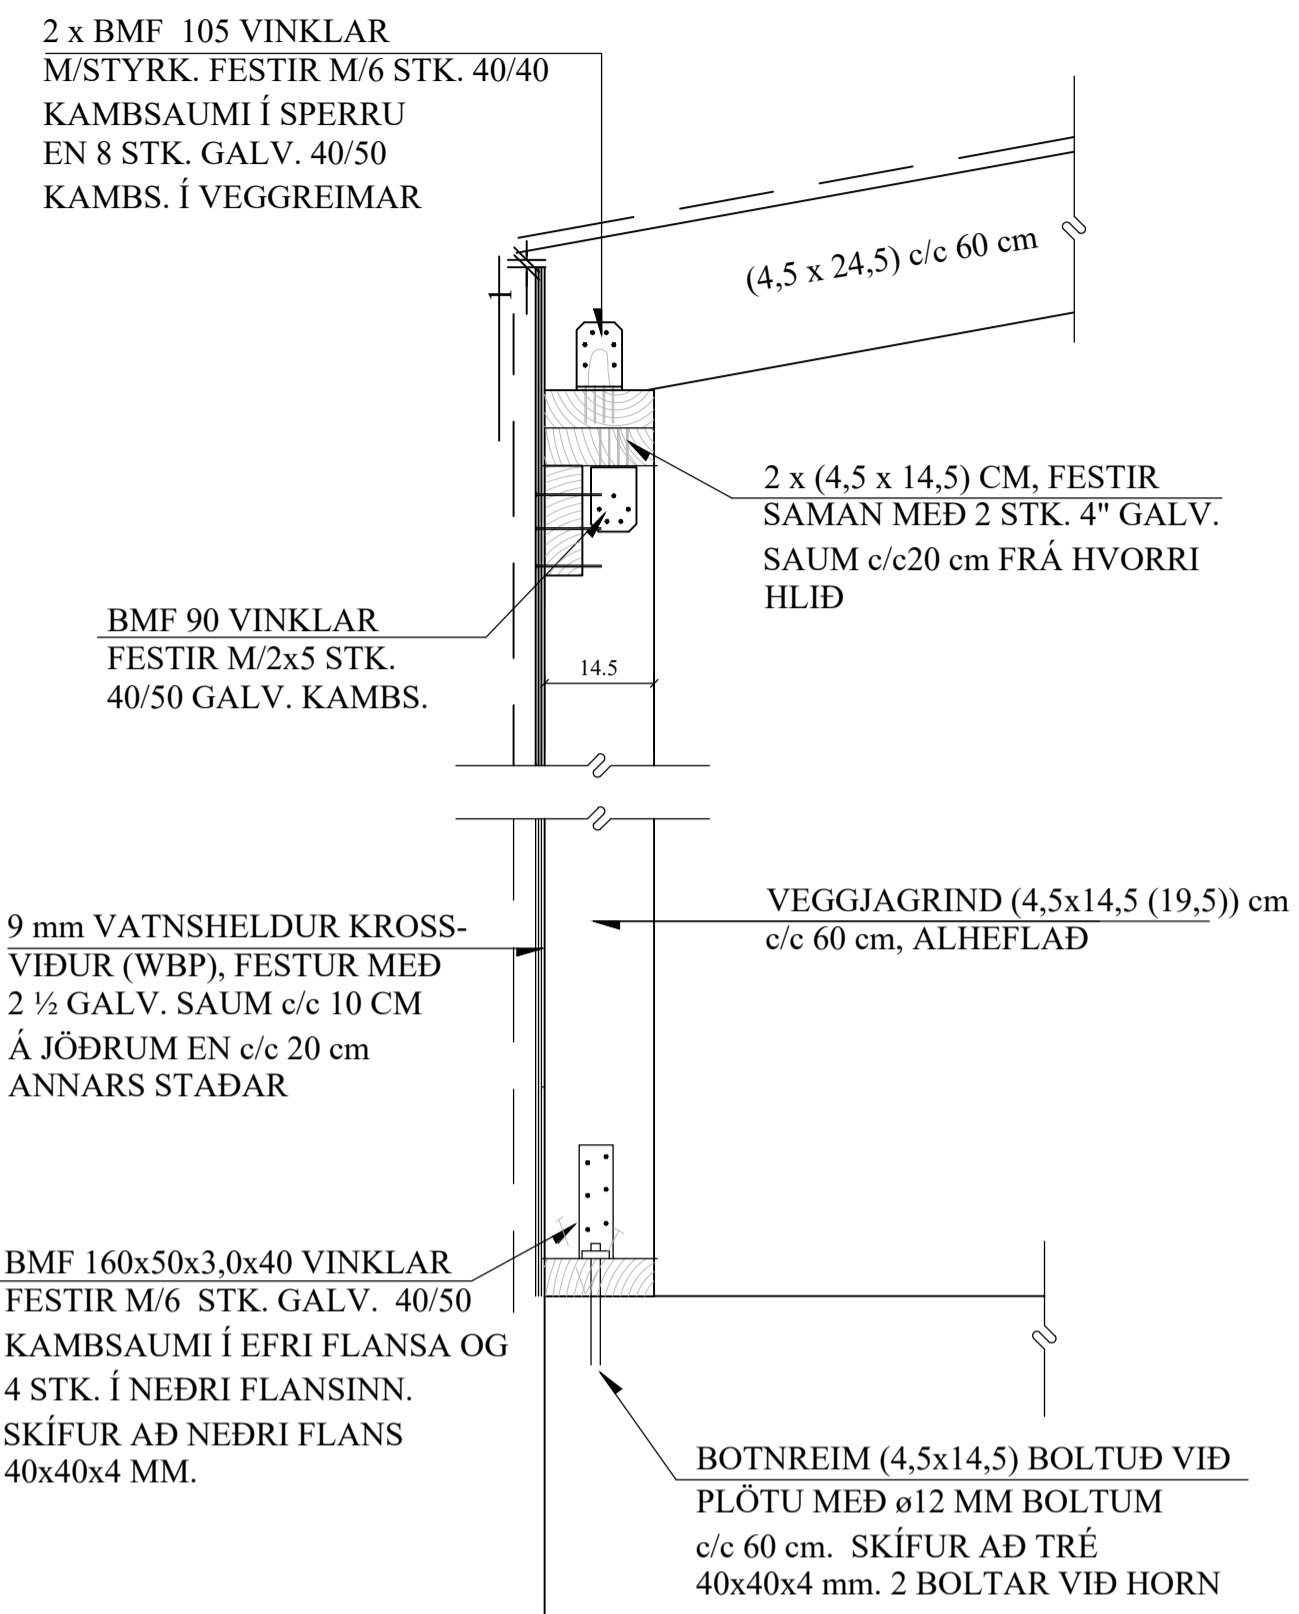 2 x BMF 105 VINKLAR
M/STYRK. FESTIR M/6 STK. 40/40
KAMBSAUMI Í SPERRU
EN 8 STK. GALV. 40/50
KAMBS. Í VEGGREIMAR
(4,5 x 24,5) c/c 60 cm
1
2 x (4,5 x 14,5) CM, FESTIR
SAMAN MEÐ 2 STK. 4" GALV.
SAUM c/c20 cm FRÁ HVORRI
HLIÐ
BMF 90 VINKLAR
FESTIR M/2x5 STK.
40/50 GALV. KAMBS.
14.5
9 mm VATNSHELDUR KROSS-
VIÐUR (WBP), FESTUR MEÐ
2 ½ GALV. SAUM c/c 10 CM
Á JÖÐRUM EN c/c 20 cm
ANNARS STAÐAR
VEGGJAGRIND (4,5x14,5 (19,5)) cm
c/c 60 cm, ALHEFLAÐ
BMF 160x50x3,0x40 VINKLAR
FESTIR M/6 STK. GALV. 40/50
KAMBSAUMI Í EFRI FLANSA OG
4 STK. Í NEÐRI FLANSINN.
SKÍFUR AÐ NEÐRI FLANS
40x40x4 MM.
BOTNREIM (4,5x14,5) BOLTUÐ VIÐ
PLÖTU MEÐ ø12 MM BOLTUM
c/c 60 cm. SKÍFUR AÐ TRÉ
40x40x4 mm. 2 BOLTAR VIÐ HORN